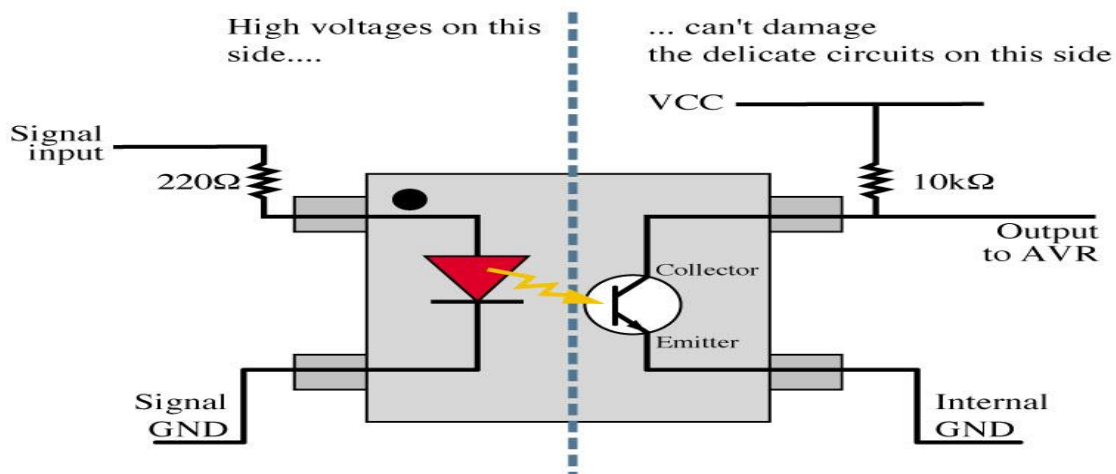 High voltages on this
side....
... can't damage
the delicate circuits on this side
VCC
Signal
input
220Ω
10kΩ
Output
to AVR
Collector
Emitter
Signal
GND
Internal
GND